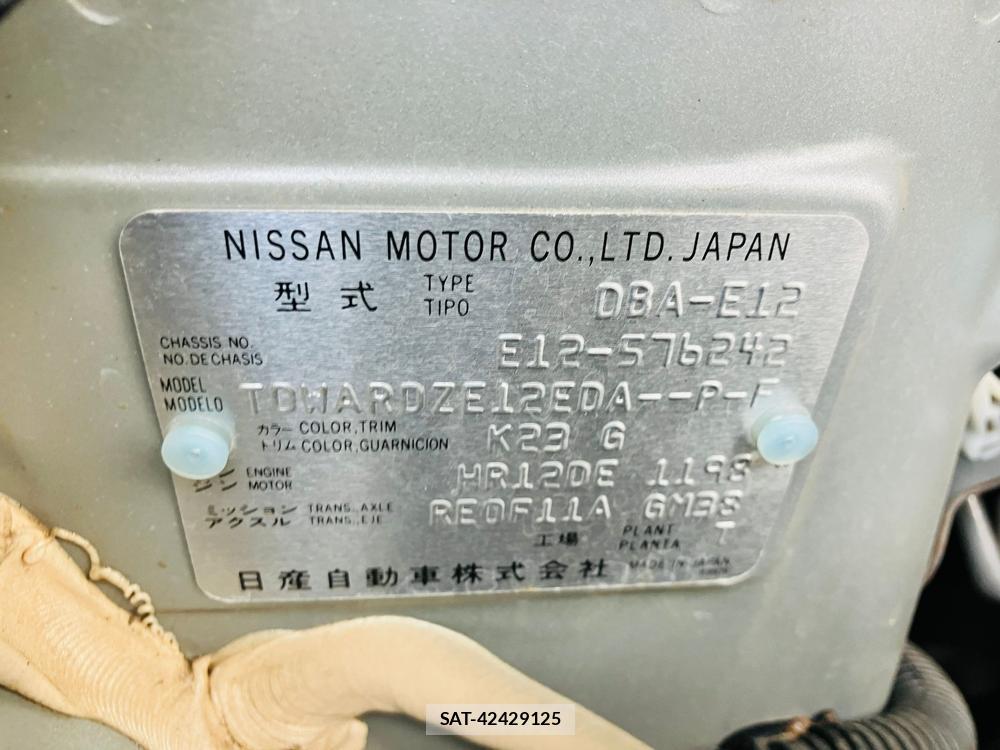 NISSAN MOTOR CO.,LTD. JAPAN
型式 TYPE TIPO DBA-E12
CHASSIS NO. NO. DE CHASIS E12-576242
MODEL MODELO TDWARDZE12EDA--P-F
カラー COLOR,TRIM
トリム COLOR,GUARNICION K23 G
ENGINE MOTOR HR12DE 1198
ミッション TRANS., AXLE
アクスル TRANS., EJE RE0F11A GM38
工場 PLANT PLANTA T
日産自動車株式会社 MADE IN JAPAN
SAT-42429125